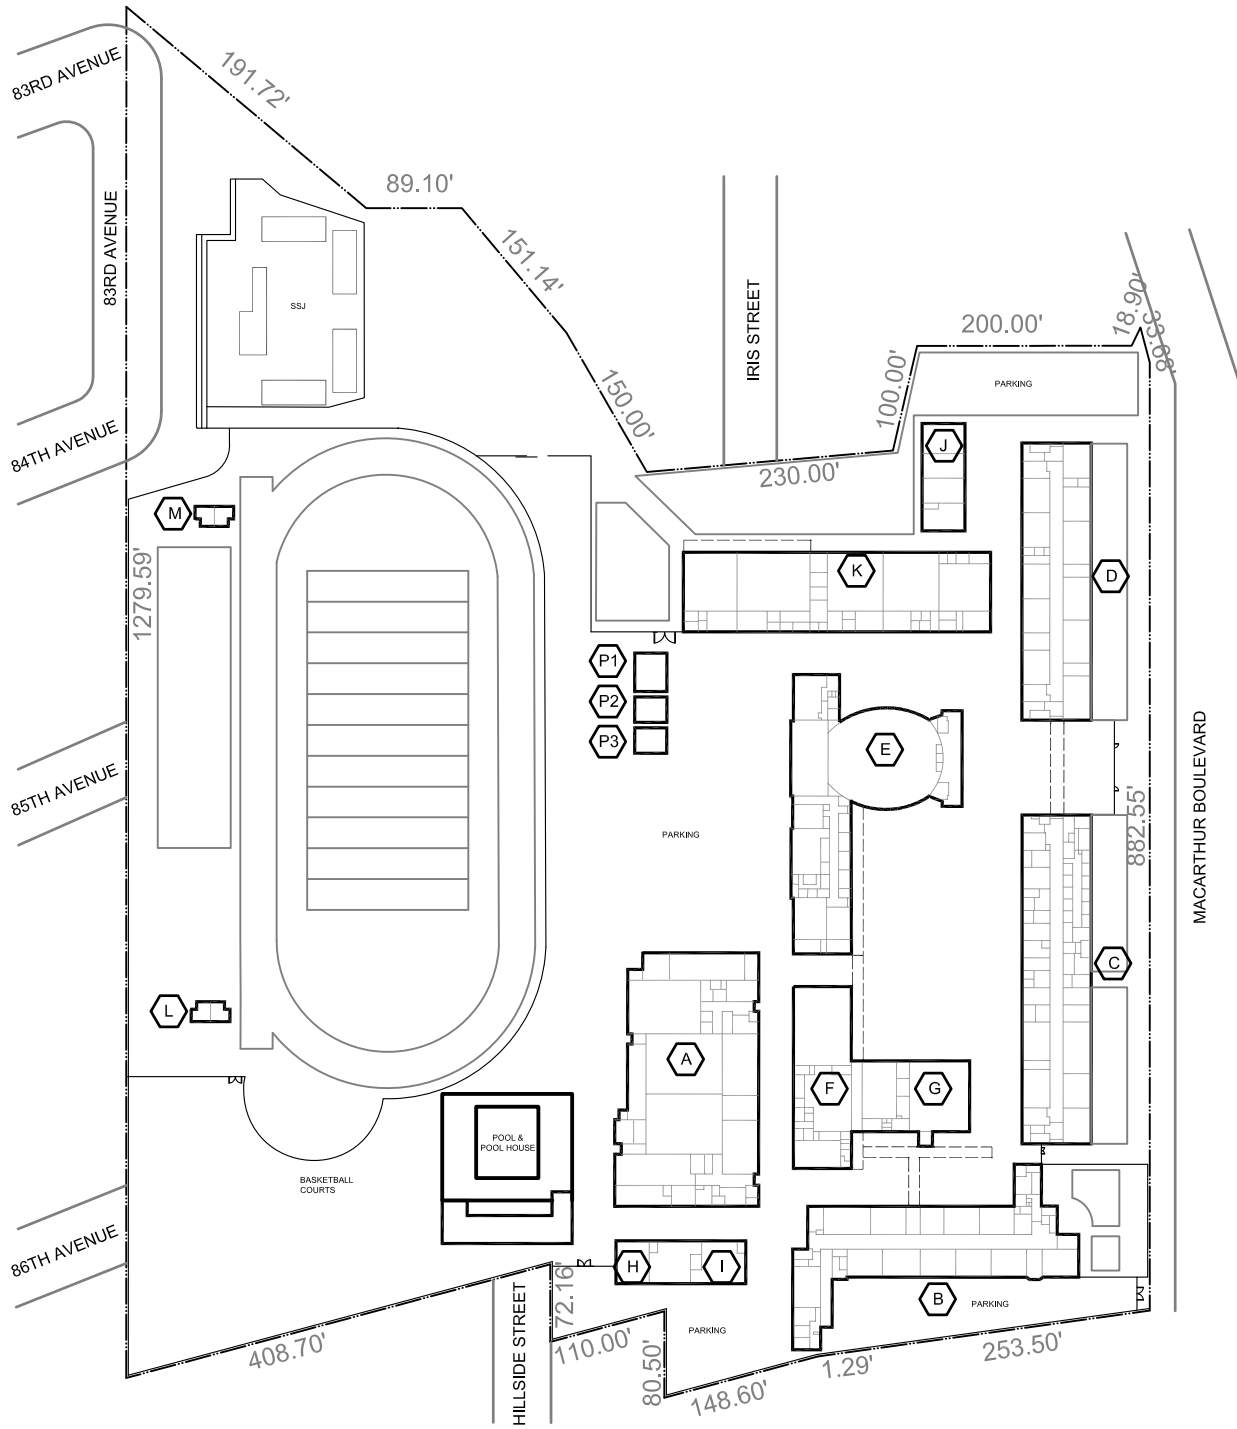 83RD AVENUE
191.72'
89.10'
83RD AVENUE
151.14'
SSJ
IRIS STREET
18.90'
33.68'
200.00'
PARKING
100.00'
150.00'
84TH AVENUE
230.00'
J
M
K
D
1279.59'
P1
P2
P3
E
85TH AVENUE
PARKING
882.55'
MACARTHUR BOULEVARD
C
L
A
F
G
POOL &
POOL HOUSE
BASKETBALL
COURTS
86TH AVENUE
H
I
B
PARKING
72.16'
HILLSIDE STREET
PARKING
408.70'
110.00'
80.50'
148.60'
1.29'
253.50'